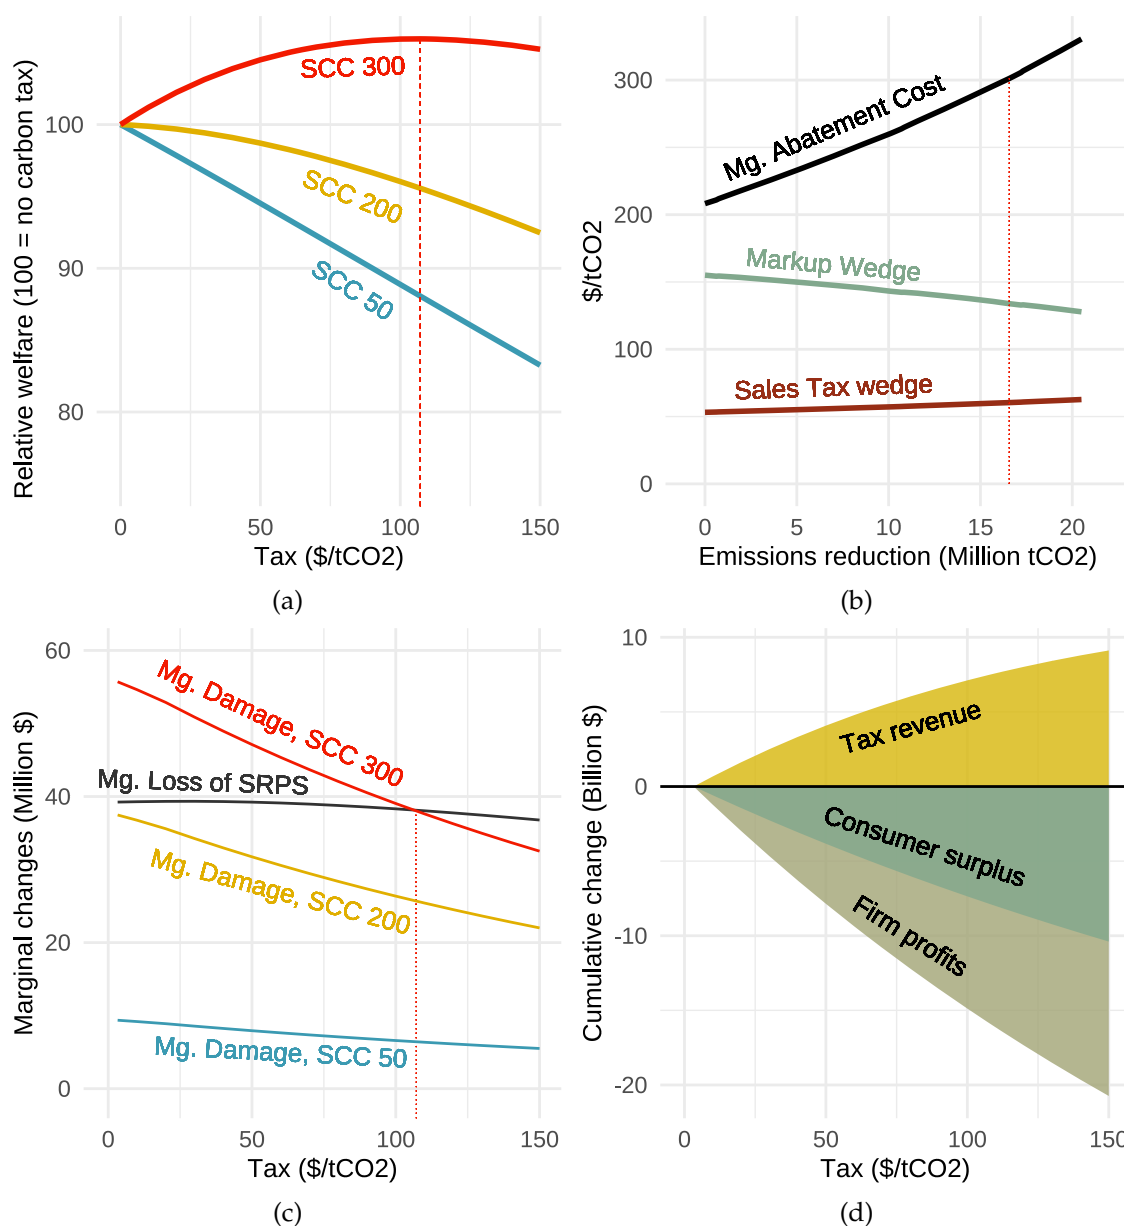 Relative welfare (100 = no carbon tax)
100
90
80
SCC 300
SCC 200
SCC 50
0 50 100 150
Tax ($/tCO2)
(a)
$/tCO2
300
200
100
0
Mg. Abatement Cost
Markup Wedge
Sales Tax wedge
0 5 10 15 20
Emissions reduction (Million tCO2)
(b)
Marginal changes (Million $)
60
40
20
0
Mg. Damage, SCC 300
Mg. Loss of SRPS
Mg. Damage, SCC 200
Mg. Damage, SCC 50
0 50 100 150
Tax ($/tCO2)
(c)
Cumulative change (Billion $)
10
0
-10
-20
Tax revenue
Consumer surplus
Firm profits
0 50 100 150
Tax ($/tCO2)
(d)